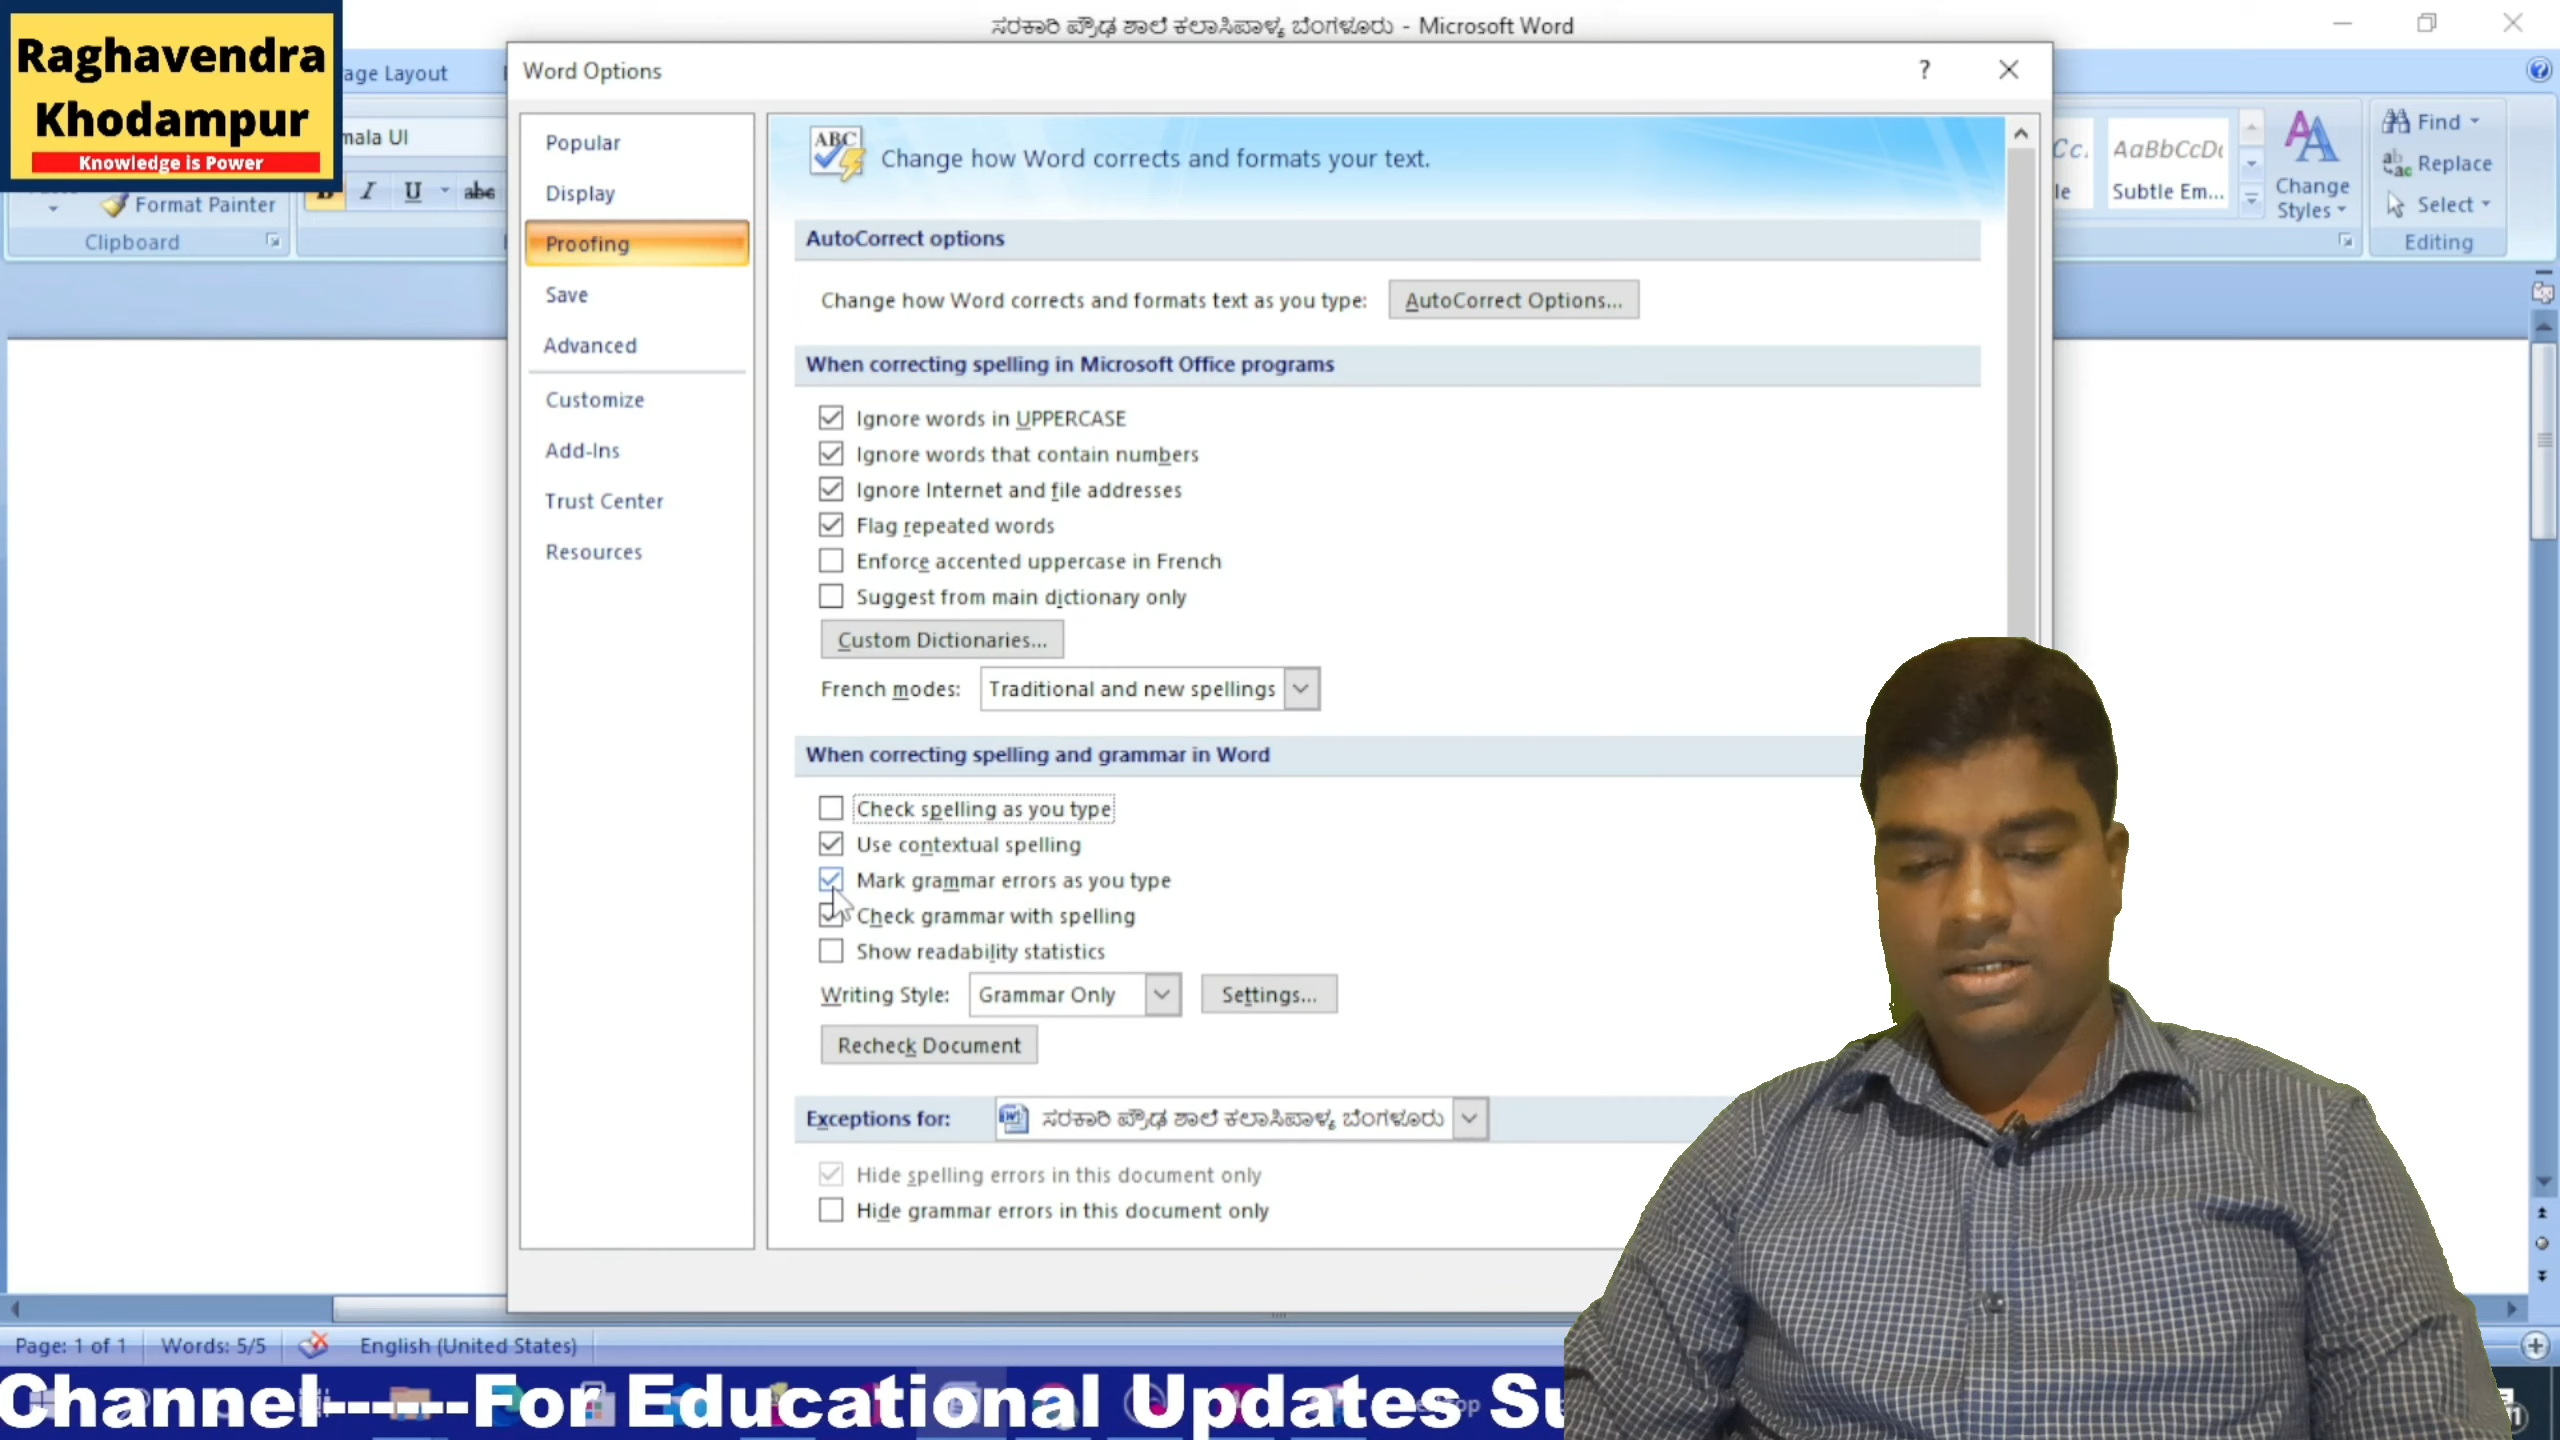 Raghavendra
Khodampur
Knowledge is Power
ಸರಕಾರಿ ಪ್ರೌಢ ಶಾಲೆ ಕಲಾಸಿಪಾಳ್ಯ ಬೆಂಗಳೂರು - Microsoft Word
age Layout
mala UI
Format Painter
Clipboard
B I U abc
Word Options
?
Popular
Display
Proofing
Save
Advanced
Customize
Add-Ins
Trust Center
Resources
ABC
Change how Word corrects and formats your text.
AutoCorrect options
Change how Word corrects and formats text as you type: AutoCorrect Options...
When correcting spelling in Microsoft Office programs
Ignore words in UPPERCASE
Ignore words that contain numbers
Ignore Internet and file addresses
Flag repeated words
Enforce accented uppercase in French
Suggest from main dictionary only
Custom Dictionaries...
French modes: Traditional and new spellings
When correcting spelling and grammar in Word
Check spelling as you type
Use contextual spelling
Mark grammar errors as you type
Check grammar with spelling
Show readability statistics
Writing Style: Grammar Only Settings...
Recheck Document
Exceptions for: ಸರಕಾರಿ ಪ್ರೌಢ ಶಾಲೆ ಕಲಾಸಿಪಾಳ್ಯ ಬೆಂಗಳೂರು
Hide spelling errors in this document only
Hide grammar errors in this document only
AaBbCcDc
Subtle Em...
Change
Styles
Find
Replace
Select
Editing
Page: 1 of 1 Words: 5/5 English (United States)
Channel-----For Educational Updates Su